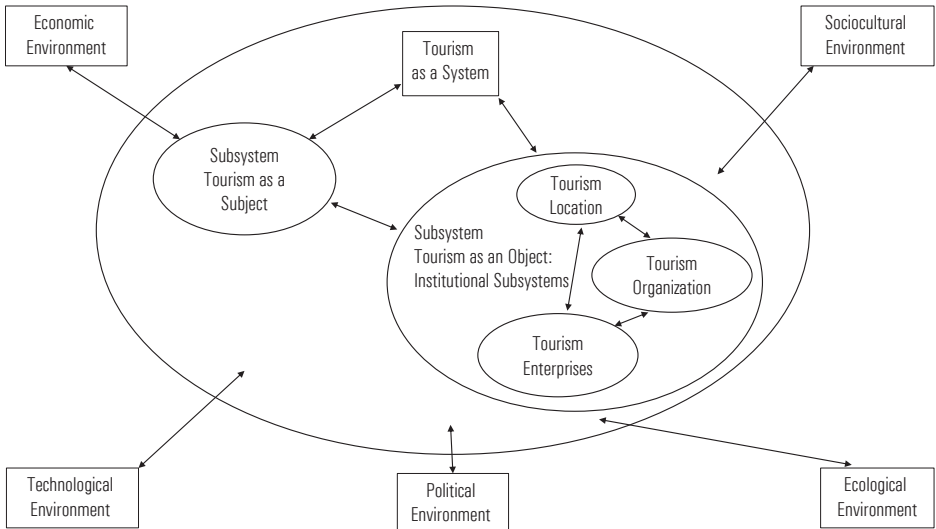 Economic
Environment
Sociocultural
Environment
Tourism
as a System
Subsystem
Tourism as a
Subject
Tourism
Location
Subsystem
Tourism as an Object:
Institutional Subsystems
Tourism
Organization
Tourism
Enterprises
Technological
Environment
Political
Environment
Ecological
Environment